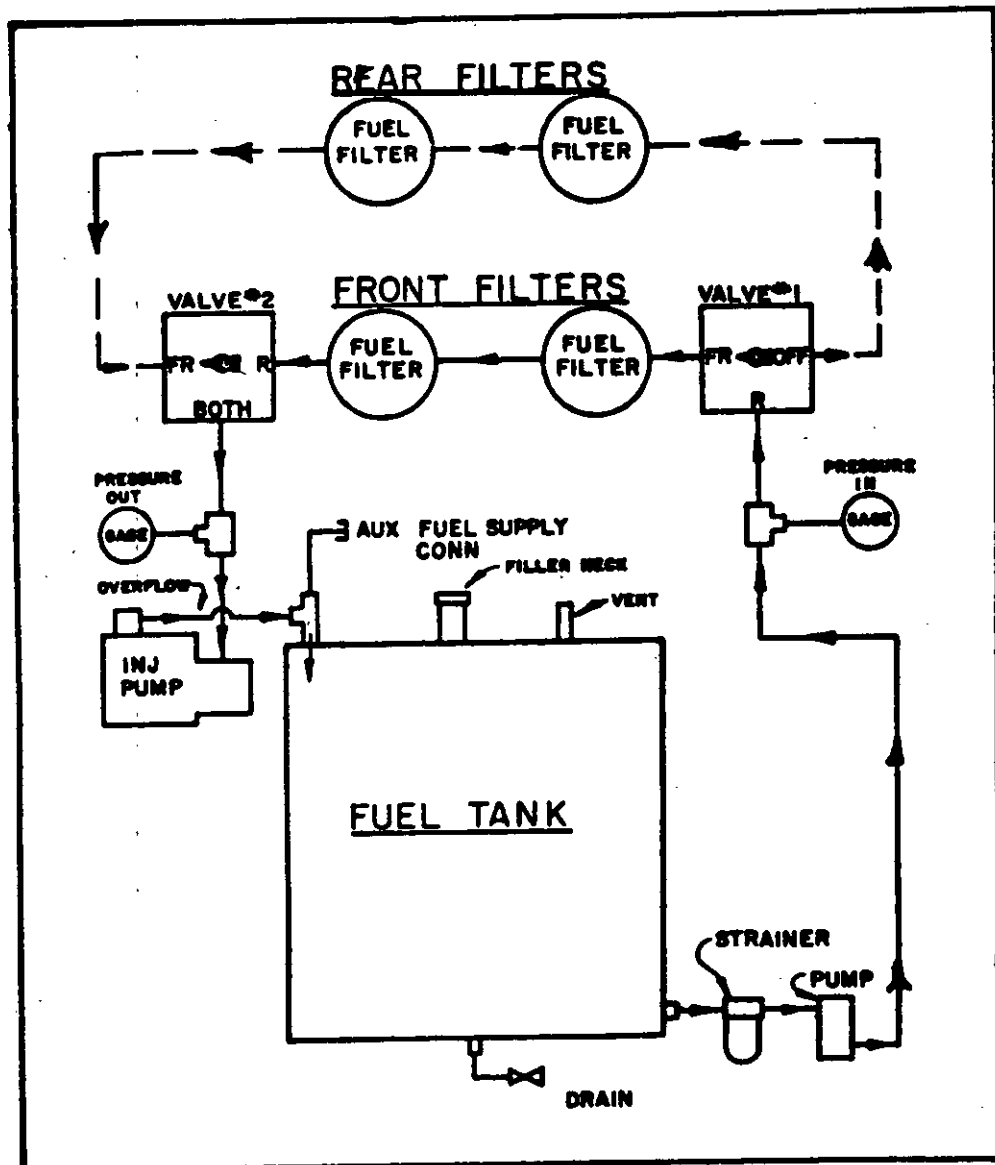 REAR FILTERS
FUEL
FILTER
FUEL
FILTER
VALVE#2
FRONT FILTERS
VALVE#1
FR
R
BOTH
FUEL
FILTER
FUEL
FILTER
FR
OFF
R
PRESSURE
OUT
GAGE
PRESSURE
IN
GAGE
AUX FUEL SUPPLY
CONN
FILLER NECK
VENT
OVERFLOW
INJ
PUMP
FUEL TANK
STRAINER
PUMP
DRAIN